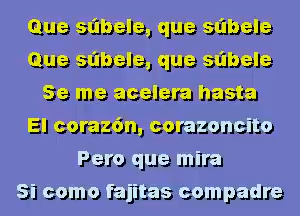 Que súbele, que súbele
Que súbele, que súbele
Se me acelera hasta
El corazón, corazoncito
Pero que mira
Si como fajitas compadre